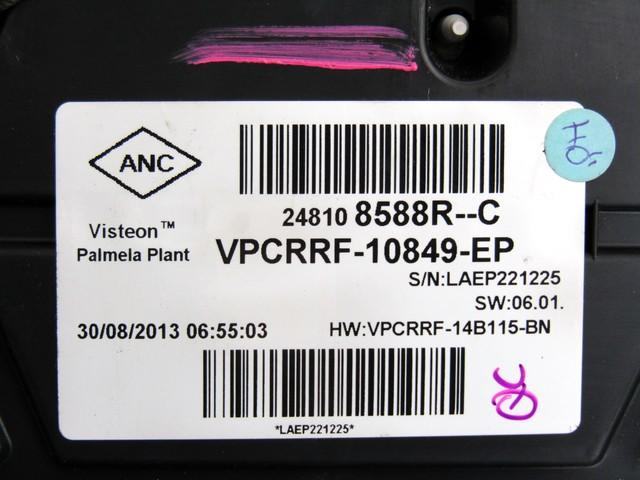 ANC
24810 8588R--C
Visteon™
Palmela Plant
VPCRRF-10849-EP
S/N:LAEP221225
SW:06.01.
30/08/2013 06:55:03
HW:VPCRRF-14B115-BN
*LAEP221225*